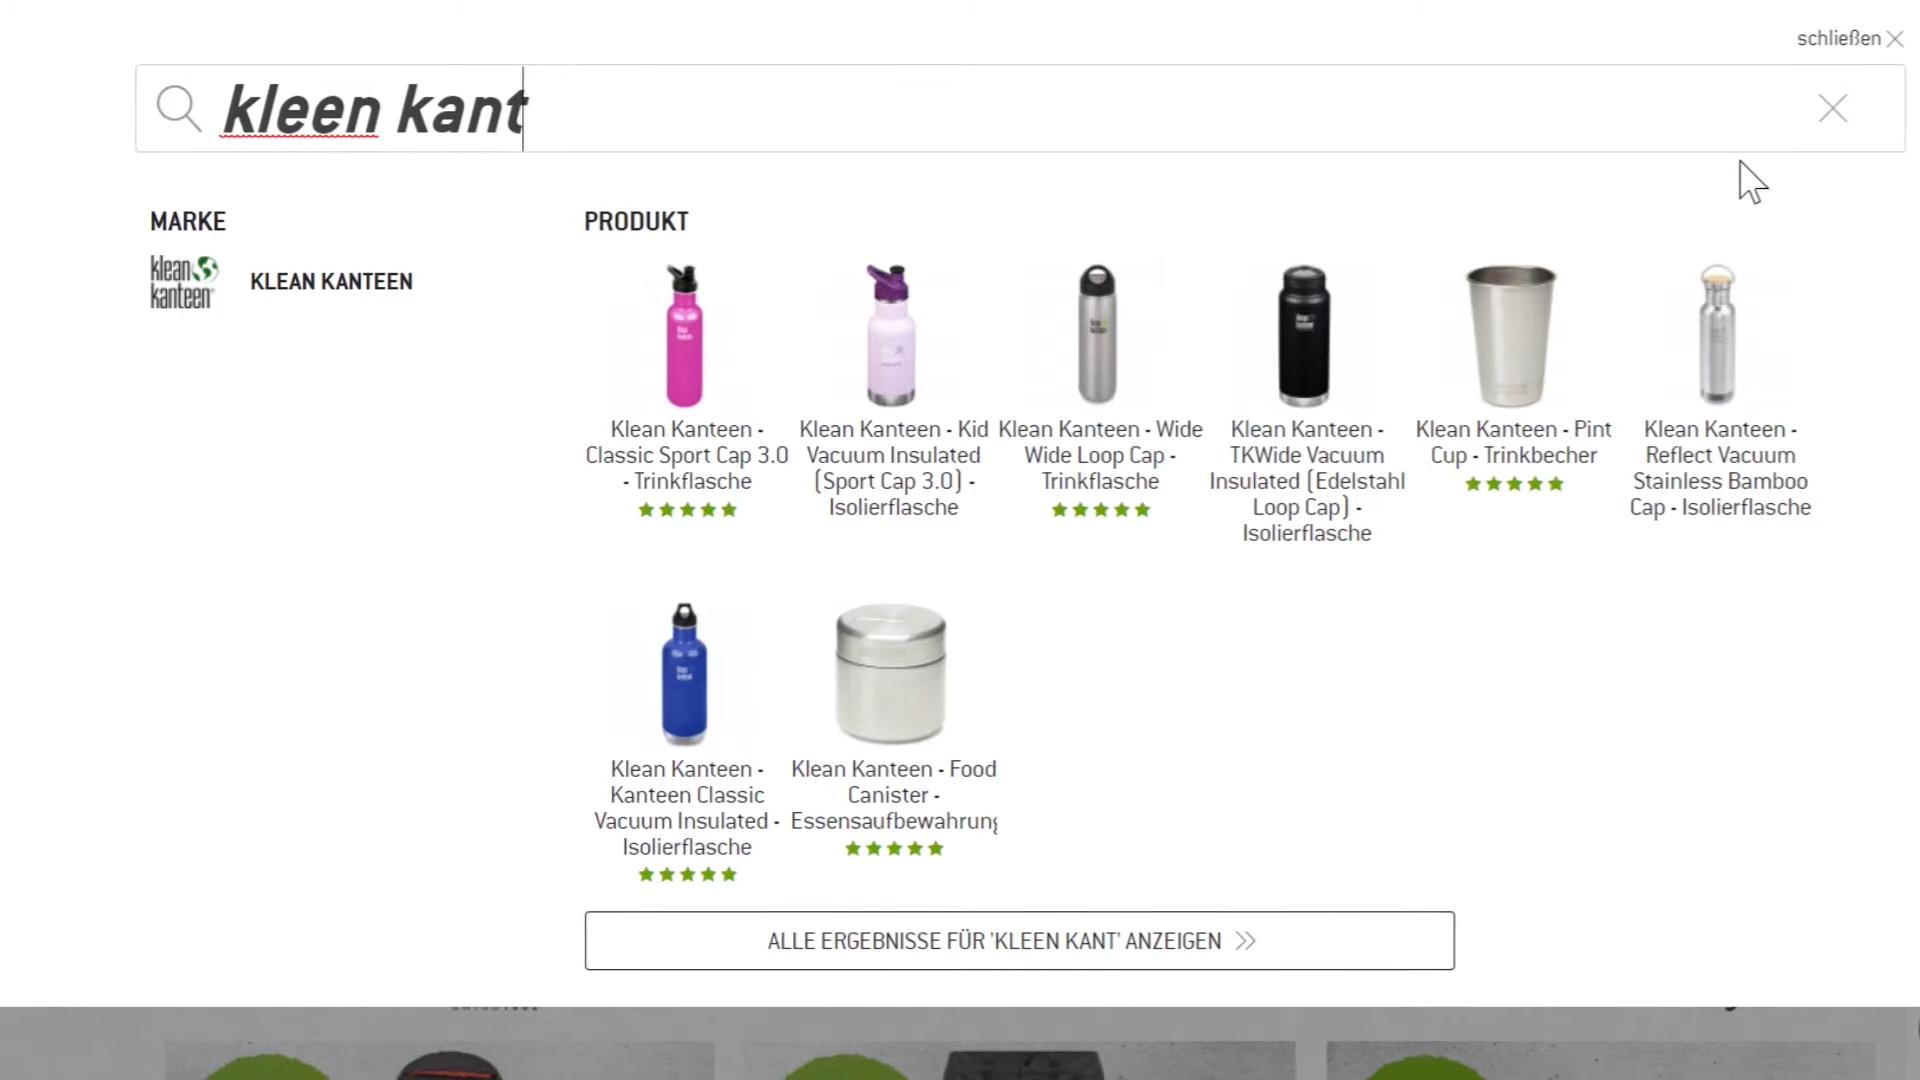 schließen
kleen kant
MARKE
PRODUKT
klean
kanteen
KLEAN KANTEEN
Klean Kanteen -
Classic Sport Cap 3.0
- Trinkflasche
Klean Kanteen - Kid
Vacuum Insulated
(Sport Cap 3.0) -
Isolierflasche
Klean Kanteen - Wide
Wide Loop Cap -
Trinkflasche
Klean Kanteen -
TKWide Vacuum
Insulated (Edelstahl
Loop Cap) -
Isolierflasche
Klean Kanteen - Pint
Cup - Trinkbecher
Klean Kanteen -
Reflect Vacuum
Stainless Bamboo
Cap - Isolierflasche
Klean Kanteen -
Kanteen Classic
Vacuum Insulated -
Isolierflasche
Klean Kanteen - Food
Canister -
Essensaufbewahrung
ALLE ERGEBNISSE FÜR 'KLEEN KANT' ANZEIGEN